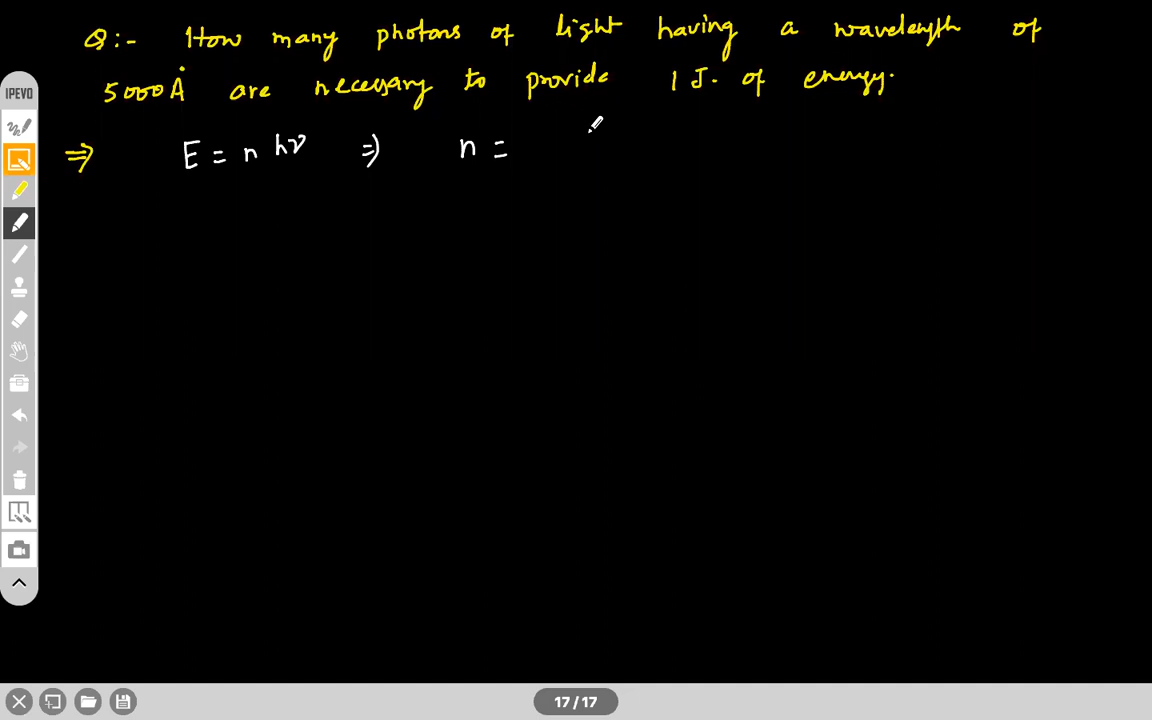 Q:- How many photons of light having a wavelength of
5000Å are necessary to provide 1 J. of energy.
⇒ E = n hν ⇒ n =
IPEVO
17/17